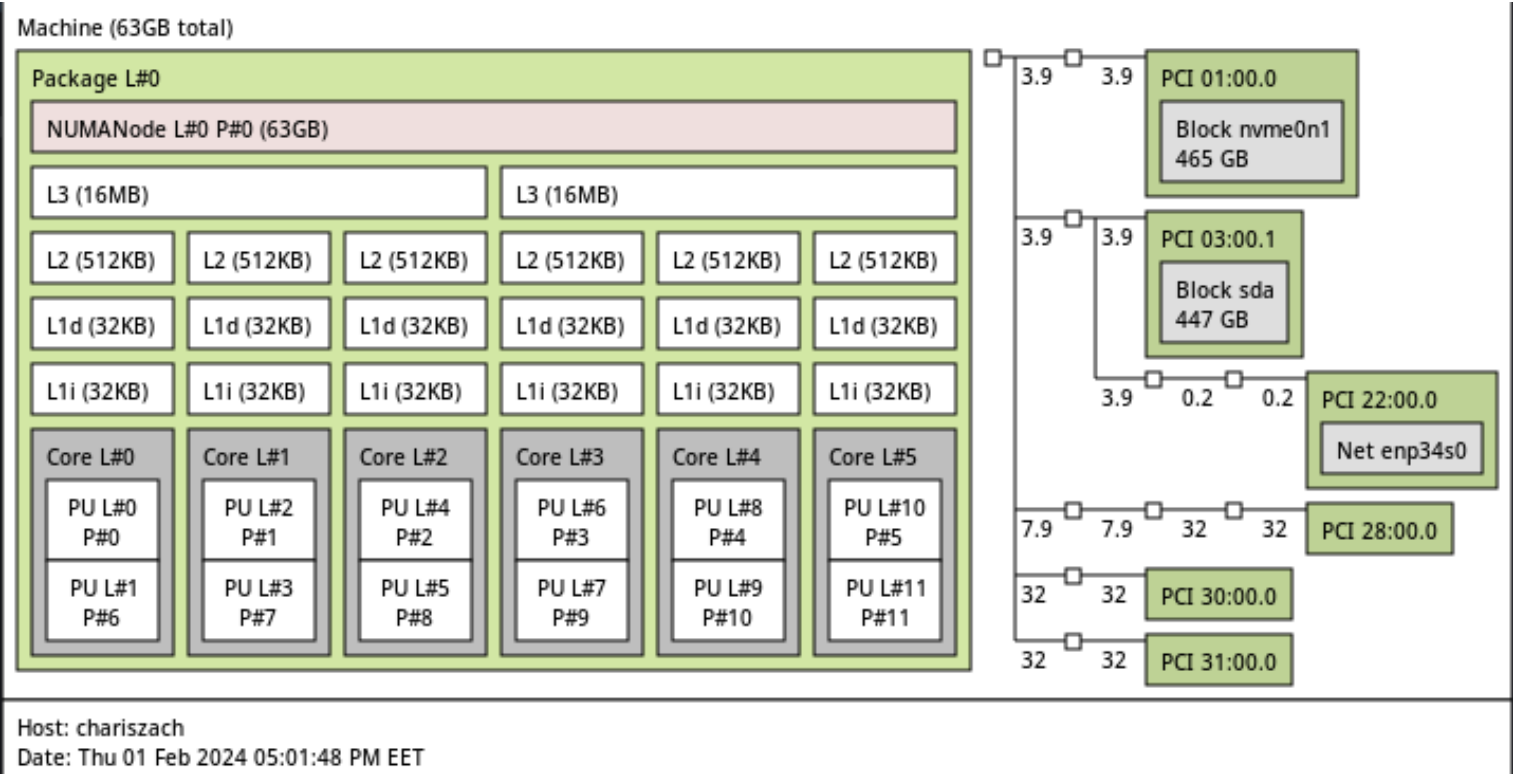 Machine (63GB total)
Package L#0
NUMANode L#0 P#0 (63GB)
L3 (16MB) L3 (16MB)
L2 (512KB) L2 (512KB) L2 (512KB) L2 (512KB) L2 (512KB) L2 (512KB)
L1d (32KB) L1d (32KB) L1d (32KB) L1d (32KB) L1d (32KB) L1d (32KB)
L1i (32KB) L1i (32KB) L1i (32KB) L1i (32KB) L1i (32KB) L1i (32KB)
Core L#0 Core L#1 Core L#2 Core L#3 Core L#4 Core L#5
PU L#0 PU L#2 PU L#4 PU L#6 PU L#8 PU L#10
P#0 P#1 P#2 P#3 P#4 P#5
PU L#1 PU L#3 PU L#5 PU L#7 PU L#9 PU L#11
P#6 P#7 P#8 P#9 P#10 P#11
3.9 3.9 PCI 01:00.0
Block nvme0n1
465 GB
3.9 3.9 PCI 03:00.1
Block sda
447 GB
3.9 0.2 0.2 PCI 22:00.0
Net enp34s0
7.9 7.9 32 32 PCI 28:00.0
32 32 PCI 30:00.0
32 32 PCI 31:00.0
Host: chariszach
Date: Thu 01 Feb 2024 05:01:48 PM EET